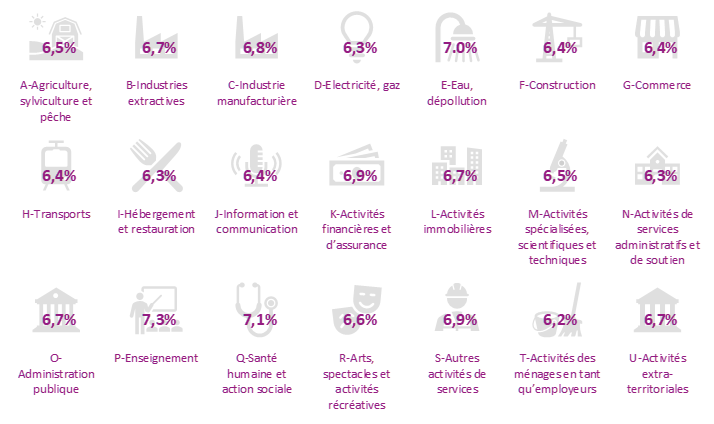 6,5%
6,7%
6,8%
6,3%
7.0%
6,4%
6,4%
A-Agriculture,
sylviculture et
pêche
B-Industries
extractives
C-Industrie
manufacturière
D-Electricité, gaz
E-Eau,
dépollution
F-Construction
G-Commerce
6,4%
6,3%
6,4%
6,9%
6,7%
6,5%
6,3%
H-Transports
I-Hébergement
et restauration
J-Information et
communication
K-Activités
financières et
d'assurance
L-Activités
immobilières
M-Activités
spécialisées,
scientifiques et
techniques
N-Activités de
services
administratifs et
de soutien
6,7%
7,3%
7,1%
6,6%
6,9%
6,2%
6,7%
O-
Administration
publique
P-Enseignement
Q-Santé
humaine et
action sociale
R-Arts,
spectacles et
activités
récréatives
S-Autres
activités de
services
T-Activités des
ménages en tant
qu'employeurs
U-Activités
extra-
territoriales